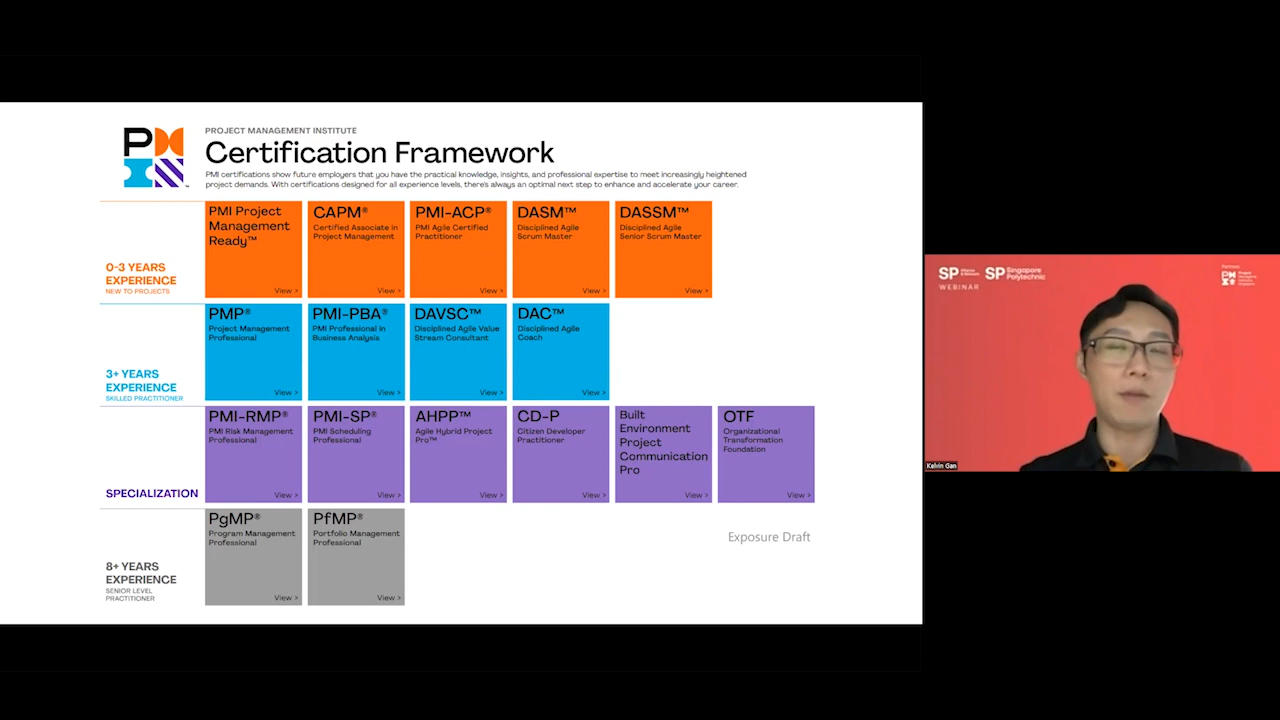 PM
PROJECT MANAGEMENT INSTITUTE
Certification Framework
PMI certifications show future employers that you have the practical knowledge, insights, and professional expertise to meet increasingly heightened
project demands. With certifications designed for all experience levels, there's always an optimal next step to enhance and accelerate your career.
0-3 YEARS
EXPERIENCE
NEW TO PROJECTS
PMI Project
Management
Ready™
View >
CAPM®
Certified Associate in
Project Management
View >
PMI-ACP®
PMI Agile Certified
Practitioner
View >
DASM™
Disciplined Agile
Scrum Master
View >
DASSM™
Disciplined Agile
Senior Scrum Master
View >
3+ YEARS
EXPERIENCE
SKILLED PRACTITIONER
PMP®
Project Management
Professional
View >
PMI-PBA®
PMI Professional in
Business Analysis
View >
DAVSC™
Disciplined Agile Value
Stream Consultant
View >
DAC™
Disciplined Agile
Coach
View >
SPECIALIZATION
PMI-RMP®
PMI Risk Management
Professional
View >
PMI-SP®
PMI Scheduling
Professional
View >
AHPP™
Agile Hybrid Project
Pro™
View >
CD-P
Citizen Developer
Practitioner
View >
Built
Environment
Project
Communication
Pro
View >
OTF
Organizational
Transformation
Foundation
View >
8+ YEARS
EXPERIENCE
SENIOR LEVEL
PRACTITIONER
PgMP®
Program Management
Professional
View >
PfMP®
Portfolio Management
Professional
View >
Exposure Draft
SP
SP Singapore
Polytechnic
WEBINAR
Kelvin Gan